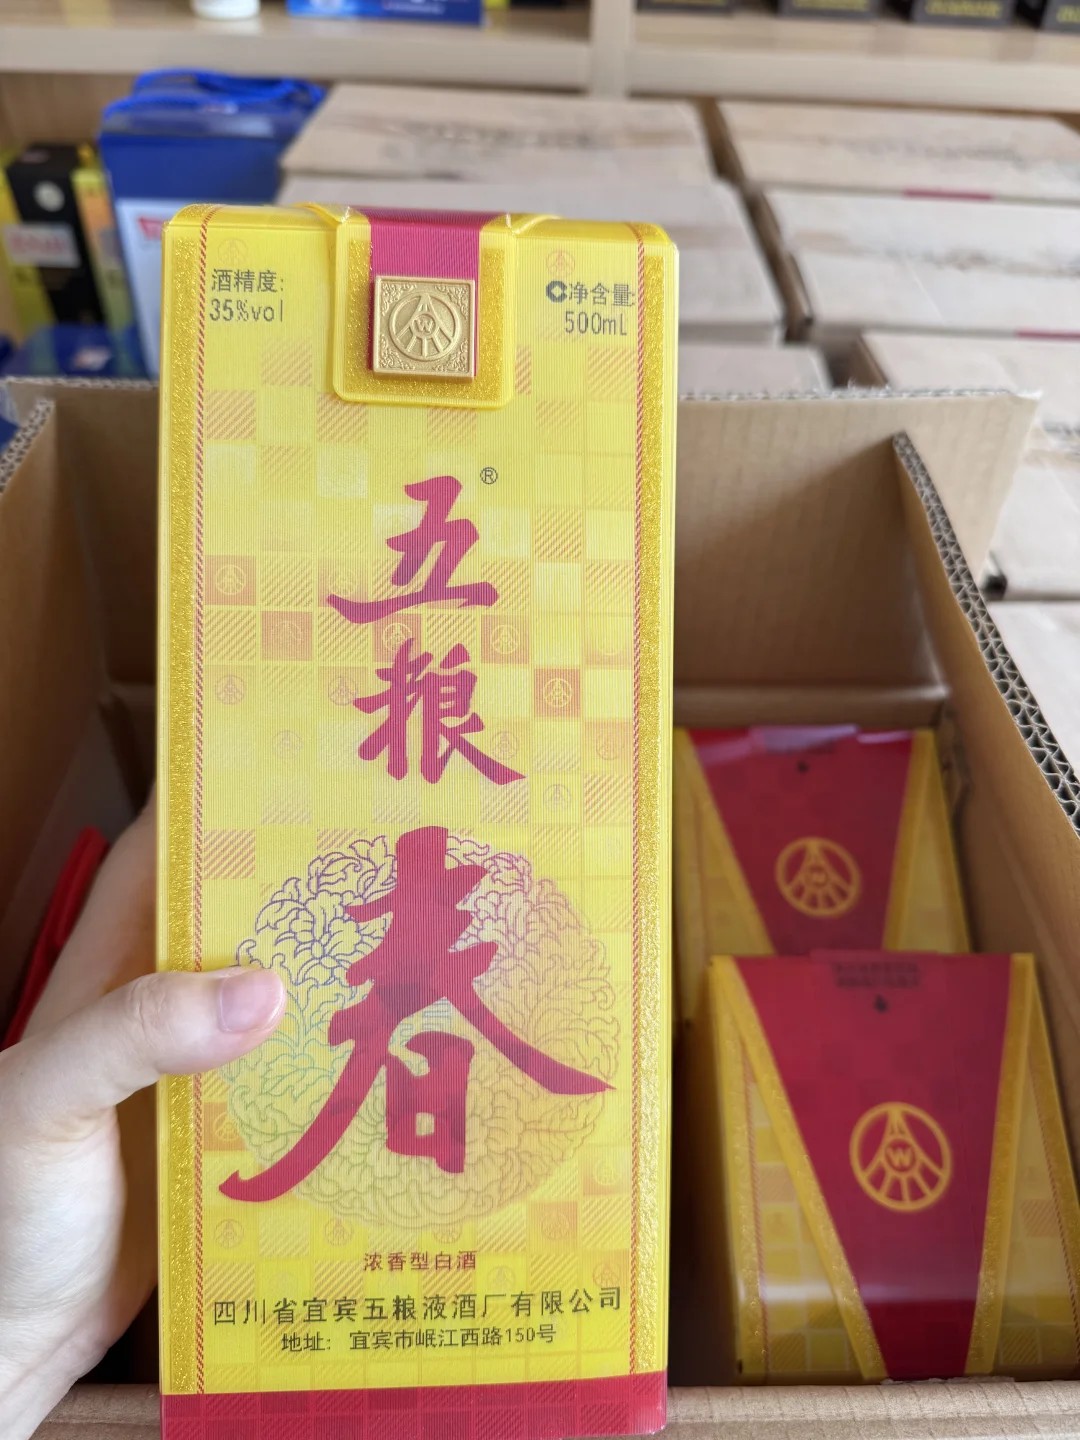 酒精度:
35%vol
净含量:
500mL
五®
粮
春
浓香型白酒
四川省宜宾五粮液酒厂有限公司
地址: 宜宾市岷江西路150号
W
W
W